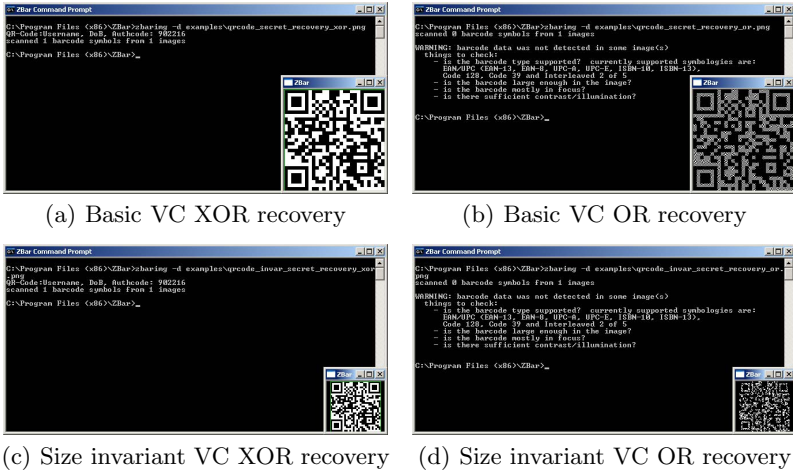 ZBar Command Prompt
C:\Program Files (x86)\ZBar>zbarimg -d examples\qrcode_secret_recovery_xor.png
QR-Code:Username, DoB, Authcode: 902216
scanned 1 barcode symbols from 1 images
C:\Program Files (x86)\ZBar>_
ZBar
(a) Basic VC XOR recovery
ZBar Command Prompt
C:\Program Files (x86)\ZBar>zbarimg -d examples\qrcode_secret_recovery_or.png
scanned 0 barcode symbols from 1 images
WARNING: barcode data was not detected in some image(s)
things to check:
- is the barcode type supported? currently supported symbologies are:
EAN/UPC (EAN-13, EAN-8, UPC-A, UPC-E, ISBN-10, ISBN-13),
Code 128, Code 39 and Interleaved 2 of 5
- is the barcode large enough in the image?
- is the barcode mostly in focus?
- is there sufficient contrast/illumination?
C:\Program Files (x86)\ZBar>_
ZBar
(b) Basic VC OR recovery
ZBar Command Prompt
C:\Program Files (x86)\ZBar>zbarimg -d examples\qrcode_invar_secret_recovery_xor
.png
QR-Code:Username, DoB, Authcode: 902216
scanned 1 barcode symbols from 1 images
C:\Program Files (x86)\ZBar>_
ZBar
(c) Size invariant VC XOR recovery
ZBar Command Prompt
C:\Program Files (x86)\ZBar>zbarimg -d examples\qrcode_invar_secret_recovery_or.
png
scanned 0 barcode symbols from 1 images
WARNING: barcode data was not detected in some image(s)
things to check:
- is the barcode type supported? currently supported symbologies are:
EAN/UPC (EAN-13, EAN-8, UPC-A, UPC-E, ISBN-10, ISBN-13),
Code 128, Code 39 and Interleaved 2 of 5
- is the barcode large enough in the image?
- is the barcode mostly in focus?
- is there sufficient contrast/illumination?
C:\Program Files (x86)\ZBar>_
ZBar
(d) Size invariant VC OR recovery